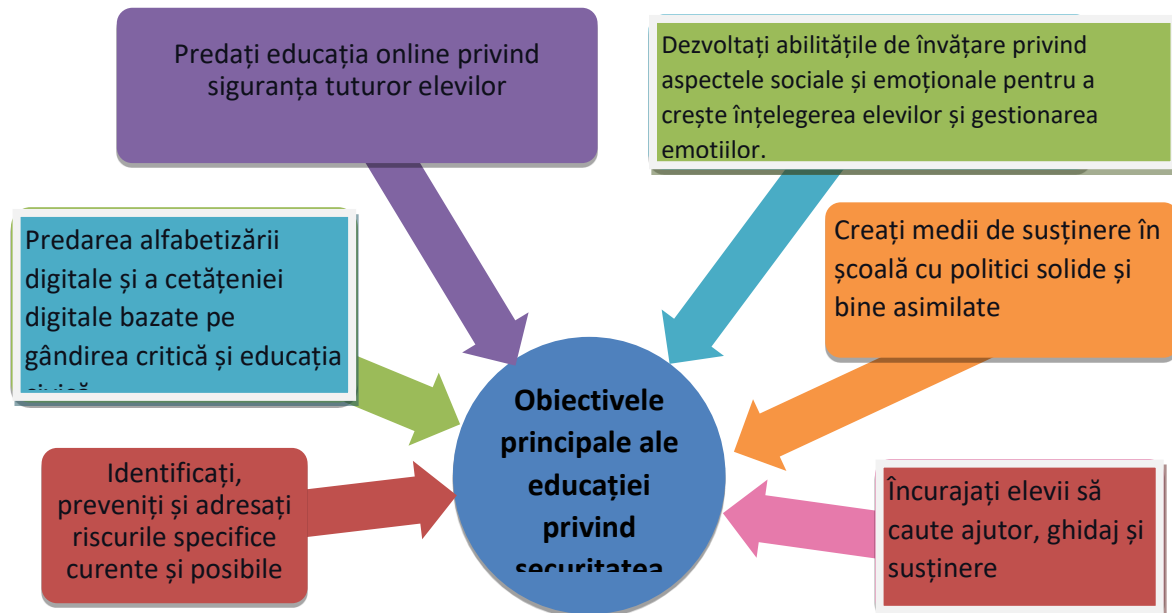 Predați educația online privind
siguranța tuturor elevilor
Dezvoltați abilitățile de învățare privind
aspectele sociale și emoționale pentru a
crește înțelegerea elevilor și gestionarea
emotiilor.
Predarea alfabetizării
digitale și a cetățeniei
digitale bazate pe
gândirea critică și educația
Creați medii de susținere în
școală cu politici solide și
bine asimilate
Obiectivele
principale ale
educației
privind
securitatea
Identificați,
preveniți și adresați
riscurile specifice
curente și posibile
Încurajați elevii să
caute ajutor, ghidaj și
susținere